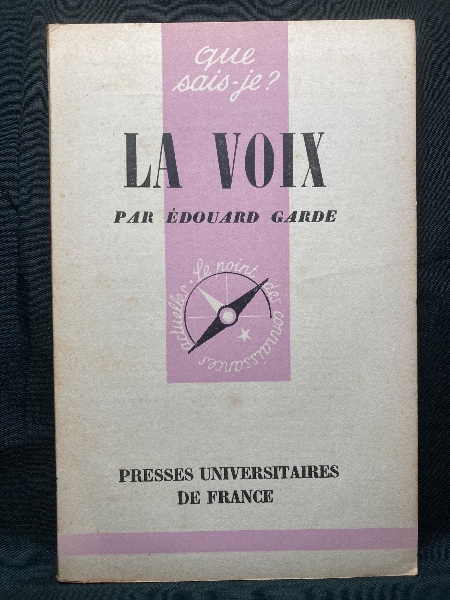 que
sais-je?
LA VOIX
PAR ÉDOUARD GARDE
Le point des connaissances actuelles
PRESSES UNIVERSITAIRES
DE FRANCE